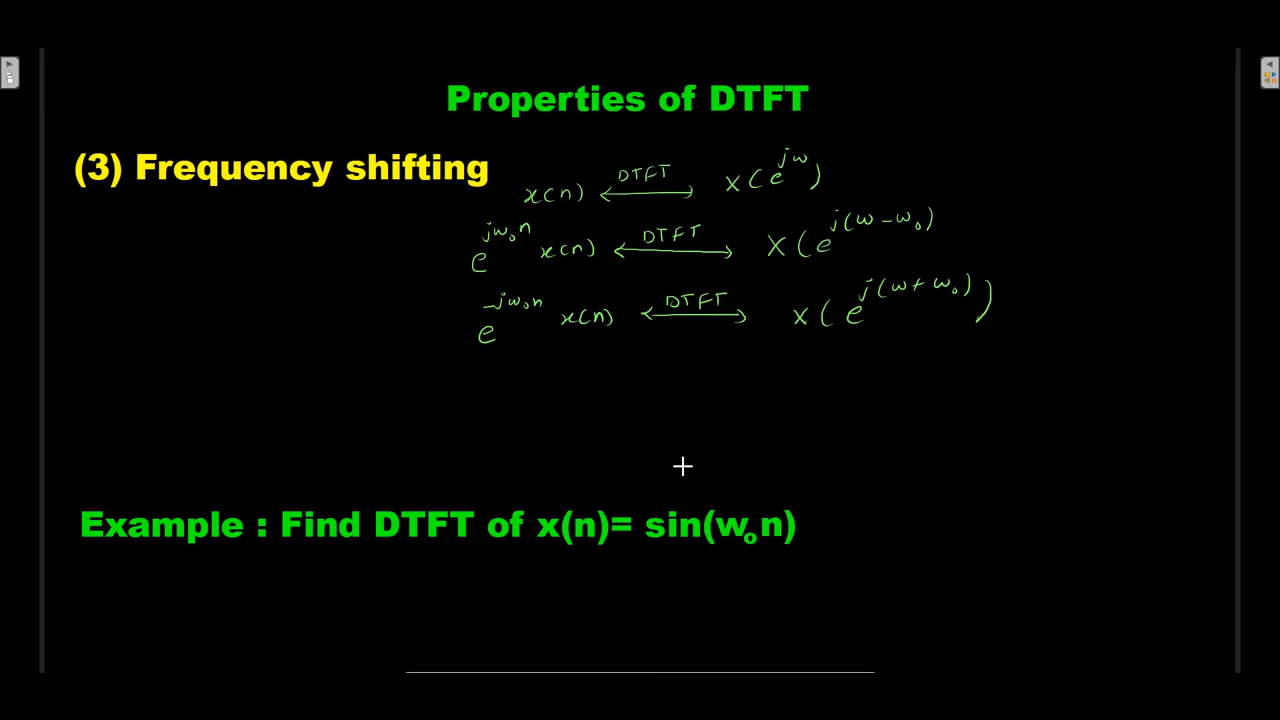 Properties of DTFT
(3) Frequency shifting
x(n) ⟷ DTFT X(e^{jω})
e^{jω₀n} x(n) ⟷ DTFT X(e^{j(ω-ω₀)}
e^{-jω₀n} x(n) ⟷ DTFT X(e^{j(ω+ω₀)})
Example : Find DTFT of x(n)= sin(w₀n)